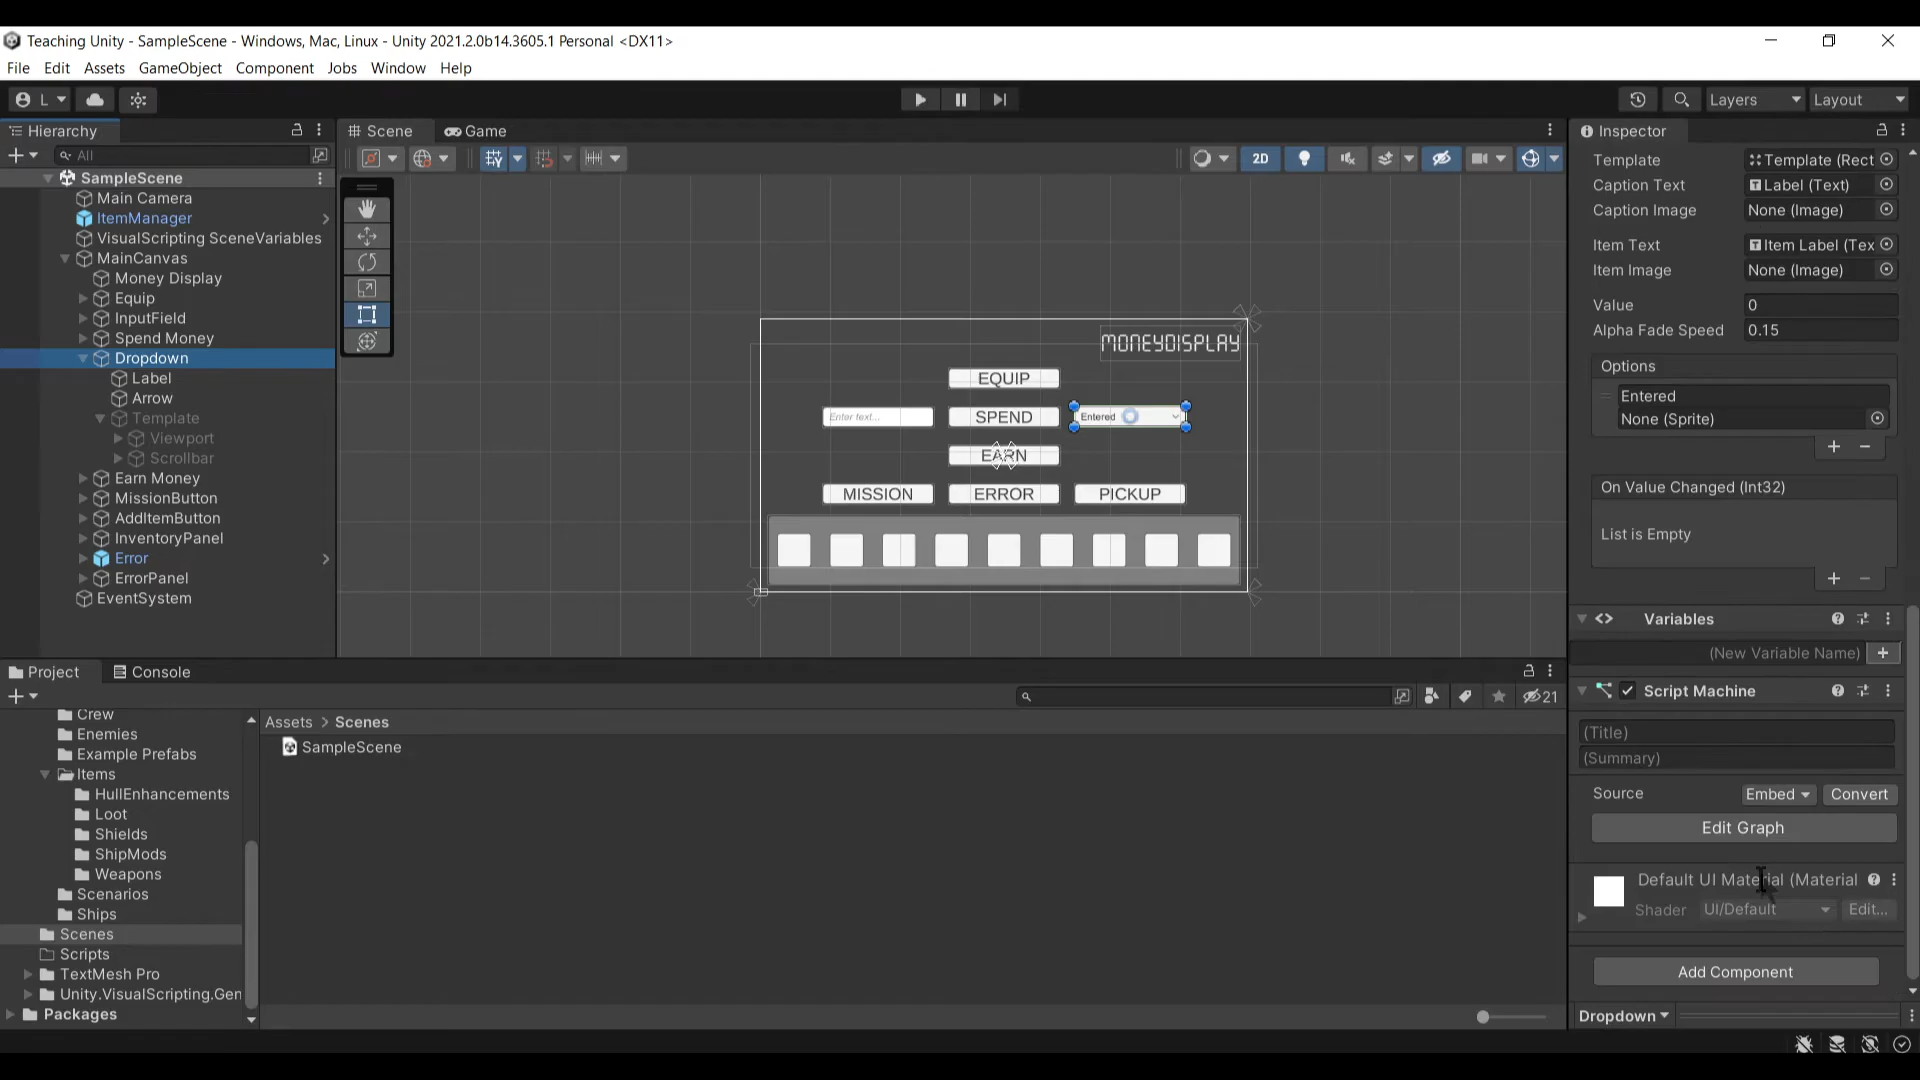 Teaching Unity - SampleScene - Windows, Mac, Linux - Unity 2021.2.0b14.3605.1 Personal <DX11>
File Edit Assets GameObject Component Jobs Window Help
L Layers Layout
Hierarchy
All
SampleScene
Main Camera
ItemManager
VisualScripting SceneVariables
MainCanvas
Money Display
Equip
InputField
Spend Money
Dropdown
Label
Arrow
Template
Viewport
Scrollbar
Earn Money
MissionButton
AddItemButton
InventoryPanel
Error
ErrorPanel
EventSystem
Scene Game
2D
MONEYDISPLAY
EQUIP
Enter text... SPEND Entered
EARN
MISSION ERROR PICKUP
Inspector
Template Template (Rect
Caption Text Label (Text)
Caption Image None (Image)
Item Text Item Label (Tex
Item Image None (Image)
Value 0
Alpha Fade Speed 0.15
Options
Entered
None (Sprite)
On Value Changed (Int32)
List is Empty
Variables
(New Variable Name)
Script Machine
(Title)
(Summary)
Source Embed Convert
Edit Graph
Default UI Material (Material
Shader UI/Default Edit...
Add Component
Dropdown
Project Console
21
Crew
Enemies
Example Prefabs
Items
HullEnhancements
Loot
Shields
ShipMods
Weapons
Scenarios
Ships
Scenes
Scripts
TextMesh Pro
Unity.VisualScripting.Gen
Packages
Assets > Scenes
SampleScene